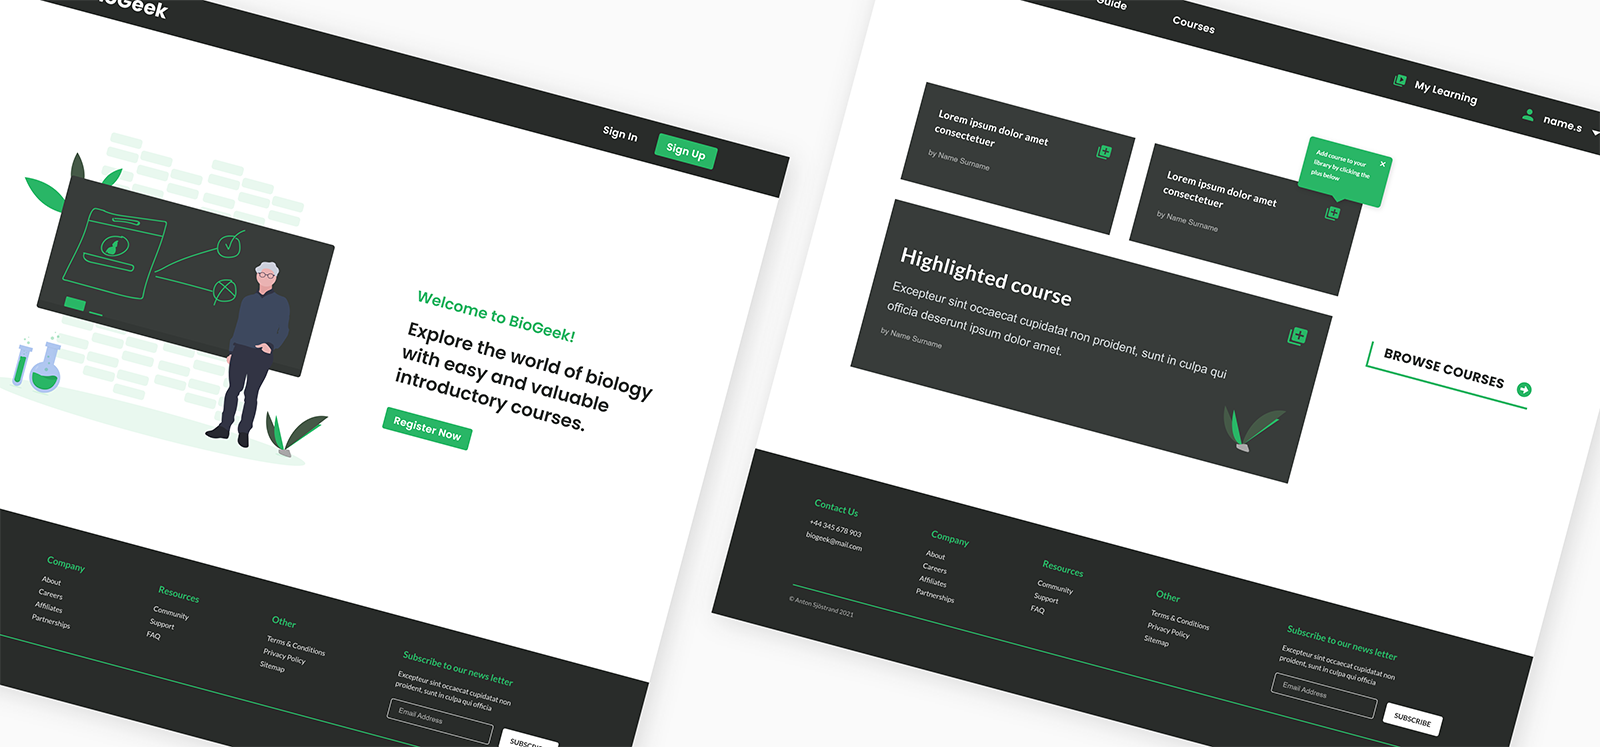 BioGeek
Sign In
Sign Up
Welcome to BioGeek!
Explore the world of biology
with easy and valuable
introductory courses.
Register Now
Company
About
Careers
Affiliates
Partnerships
Resources
Community
Support
FAQ
Other
Terms & Conditions
Privacy Policy
Sitemap
Subscribe to our news letter
Excepteur sint occaecat cupidatat non
proident, sunt in culpa qui officia
Email Address
SUBSCRIBE
Guide
Courses
My Learning
name.s
Lorem ipsum dolor amet
consectetuer
by Name Surname
Lorem ipsum dolor amet
consectetuer
by Name Surname
Add course to your
library by clicking the
plus below
Highlighted course
Excepteur sint occaecat cupidatat non proident, sunt in culpa qui
officia deserunt ipsum dolor amet.
by Name Surname
BROWSE COURSES
Contact Us
+44 345 678 903
biogeek@mail.com
Company
About
Careers
Affiliates
Partnerships
Resources
Community
Support
FAQ
Other
Terms & Conditions
Privacy Policy
Sitemap
Subscribe to our news letter
Excepteur sint occaecat cupidatat non
proident, sunt in culpa qui officia
Email Address
SUBSCRIBE
© Anton Sjöstrand 2021